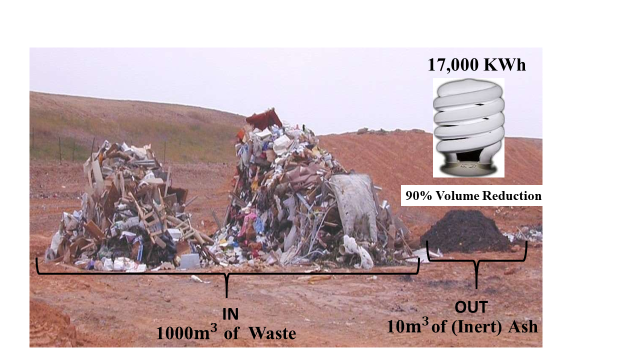 17,000 KWh
90% Volume Reduction
IN
1000m³ of Waste
OUT
10m³ of (Inert) Ash